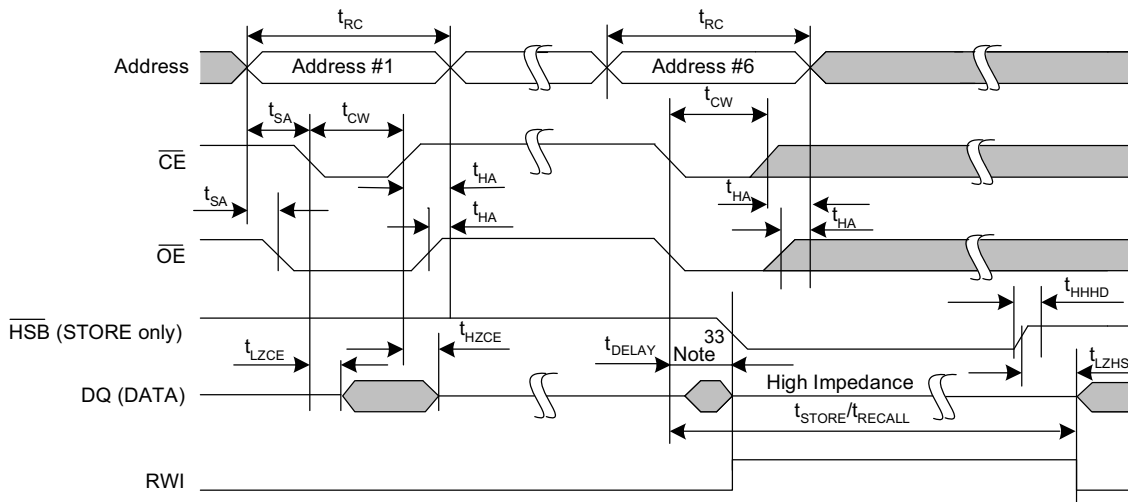 tRC tRC
Address Address #1 Address #6
tSA tCW tCW
CE
tHA
tSA tHA tHA tHA
OE
HSB (STORE only) tHHHD
tLZCE tHZCE tDELAY Note 33 tLZHS
DQ (DATA) High Impedance
tSTORE/tRECALL
RWI